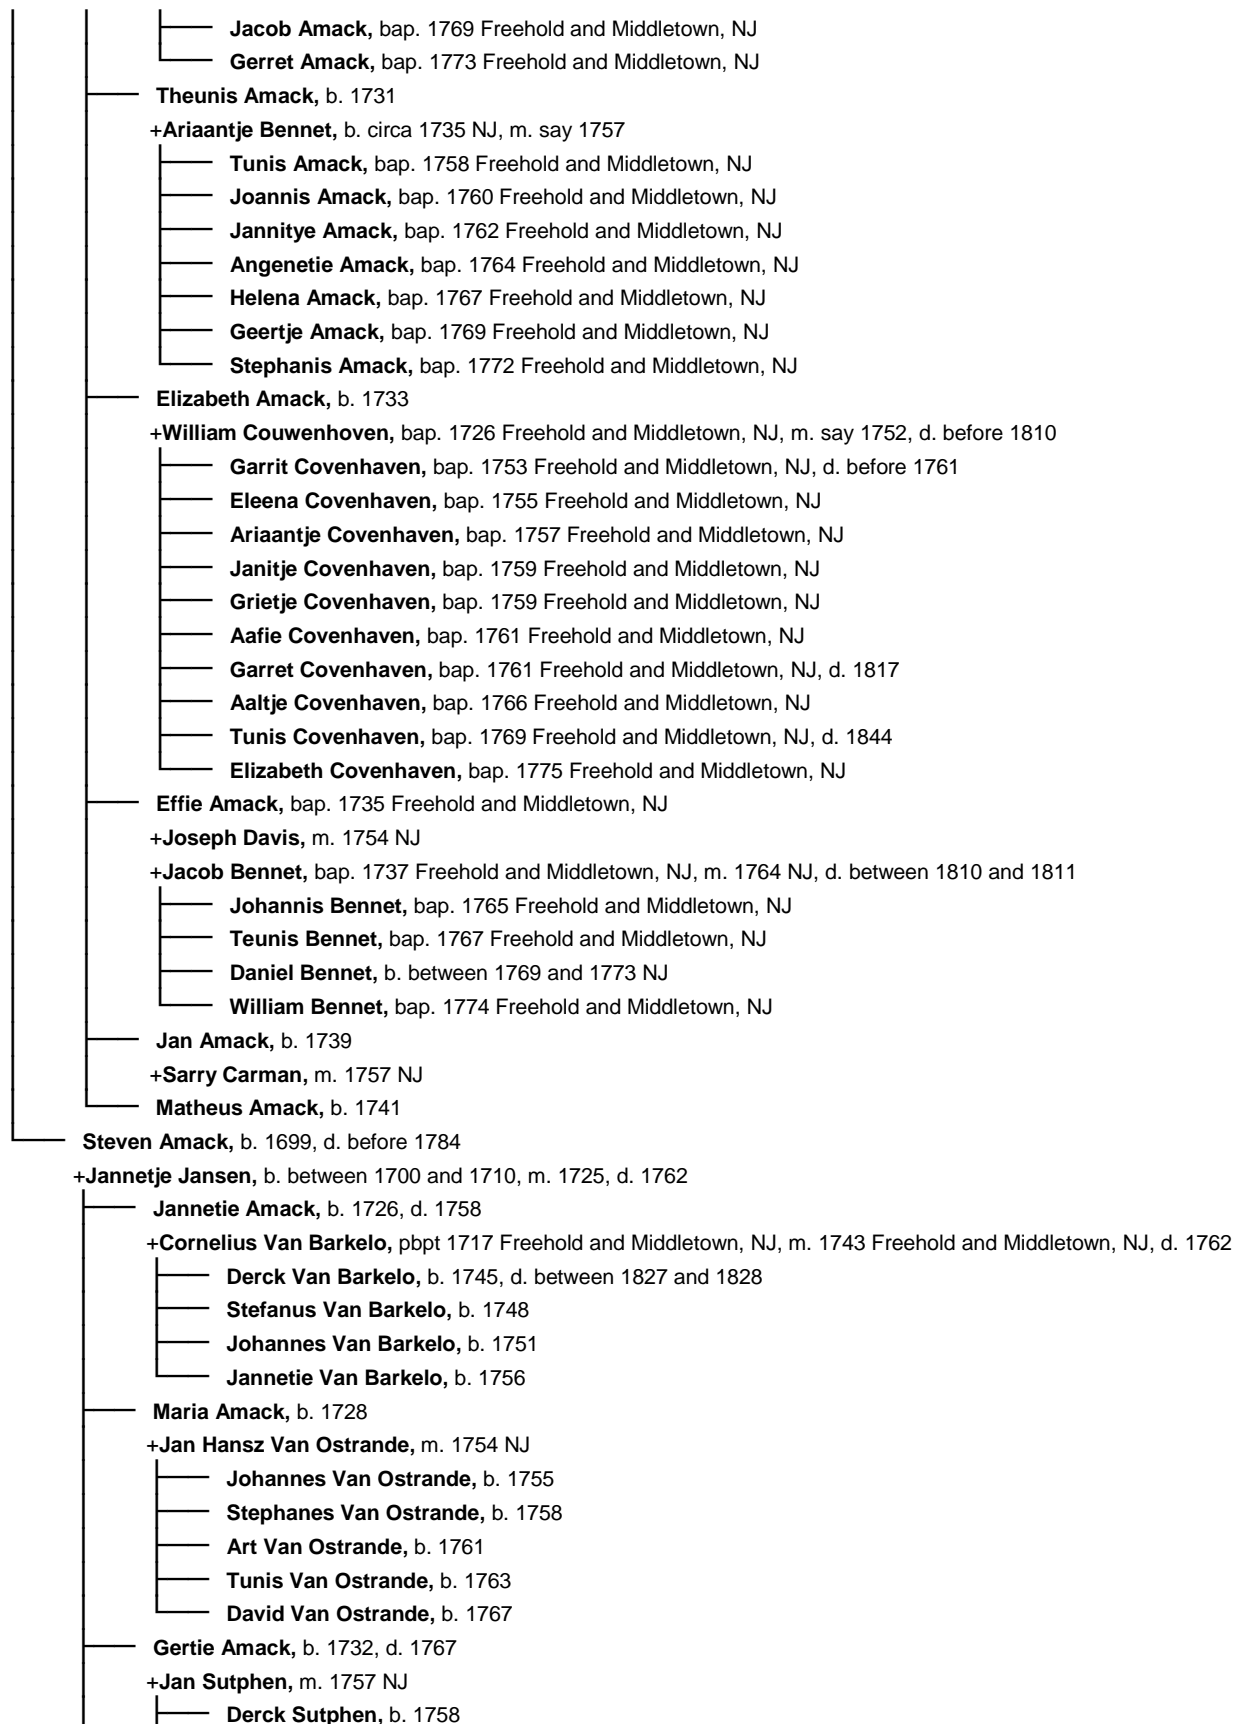 Jacob Amack, bap. 1769 Freehold and Middletown, NJ
Gerret Amack, bap. 1773 Freehold and Middletown, NJ
Theunis Amack, b. 1731
+Ariaantje Bennet, b. circa 1735 NJ, m. say 1757
Tunis Amack, bap. 1758 Freehold and Middletown, NJ
Joannis Amack, bap. 1760 Freehold and Middletown, NJ
Jannitye Amack, bap. 1762 Freehold and Middletown, NJ
Angenetie Amack, bap. 1764 Freehold and Middletown, NJ
Helena Amack, bap. 1767 Freehold and Middletown, NJ
Geertje Amack, bap. 1769 Freehold and Middletown, NJ
Stephanis Amack, bap. 1772 Freehold and Middletown, NJ
Elizabeth Amack, b. 1733
+William Couwenhoven, bap. 1726 Freehold and Middletown, NJ, m. say 1752, d. before 1810
Garrit Covenhaven, bap. 1753 Freehold and Middletown, NJ, d. before 1761
Eleena Covenhaven, bap. 1755 Freehold and Middletown, NJ
Ariaantje Covenhaven, bap. 1757 Freehold and Middletown, NJ
Janitje Covenhaven, bap. 1759 Freehold and Middletown, NJ
Grietje Covenhaven, bap. 1759 Freehold and Middletown, NJ
Aafie Covenhaven, bap. 1761 Freehold and Middletown, NJ
Garret Covenhaven, bap. 1761 Freehold and Middletown, NJ, d. 1817
Aaltje Covenhaven, bap. 1766 Freehold and Middletown, NJ
Tunis Covenhaven, bap. 1769 Freehold and Middletown, NJ, d. 1844
Elizabeth Covenhaven, bap. 1775 Freehold and Middletown, NJ
Effie Amack, bap. 1735 Freehold and Middletown, NJ
+Joseph Davis, m. 1754 NJ
+Jacob Bennet, bap. 1737 Freehold and Middletown, NJ, m. 1764 NJ, d. between 1810 and 1811
Johannis Bennet, bap. 1765 Freehold and Middletown, NJ
Teunis Bennet, bap. 1767 Freehold and Middletown, NJ
Daniel Bennet, b. between 1769 and 1773 NJ
William Bennet, bap. 1774 Freehold and Middletown, NJ
Jan Amack, b. 1739
+Sarry Carman, m. 1757 NJ
Matheus Amack, b. 1741
Steven Amack, b. 1699, d. before 1784
+Jannetje Jansen, b. between 1700 and 1710, m. 1725, d. 1762
Jannetie Amack, b. 1726, d. 1758
+Cornelius Van Barkelo, pbpt 1717 Freehold and Middletown, NJ, m. 1743 Freehold and Middletown, NJ, d. 1762
Derck Van Barkelo, b. 1745, d. between 1827 and 1828
Stefanus Van Barkelo, b. 1748
Johannes Van Barkelo, b. 1751
Jannetie Van Barkelo, b. 1756
Maria Amack, b. 1728
+Jan Hansz Van Ostrande, m. 1754 NJ
Johannes Van Ostrande, b. 1755
Stephanes Van Ostrande, b. 1758
Art Van Ostrande, b. 1761
Tunis Van Ostrande, b. 1763
David Van Ostrande, b. 1767
Gertie Amack, b. 1732, d. 1767
+Jan Sutphen, m. 1757 NJ
Derck Sutphen, b. 1758